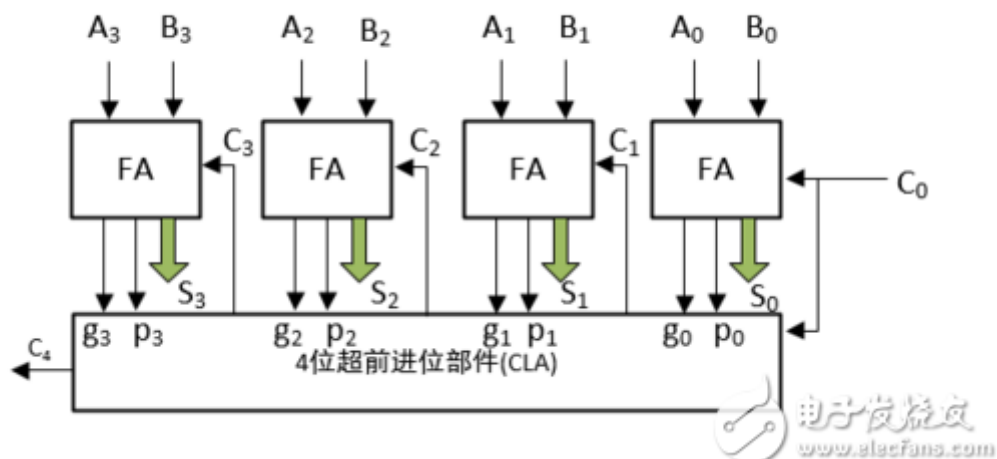 A₃ B₃ A₂ B₂ A₁ B₁ A₀ B₀
FA C₃ FA C₂ FA C₁ FA C₀
S₃ S₂ S₁ S₀
g₃ p₃ g₂ p₂ g₁ p₁ g₀ p₀
C₄ 4位超前进位部件(CLA)
电子发烧友
www.elecfans.com